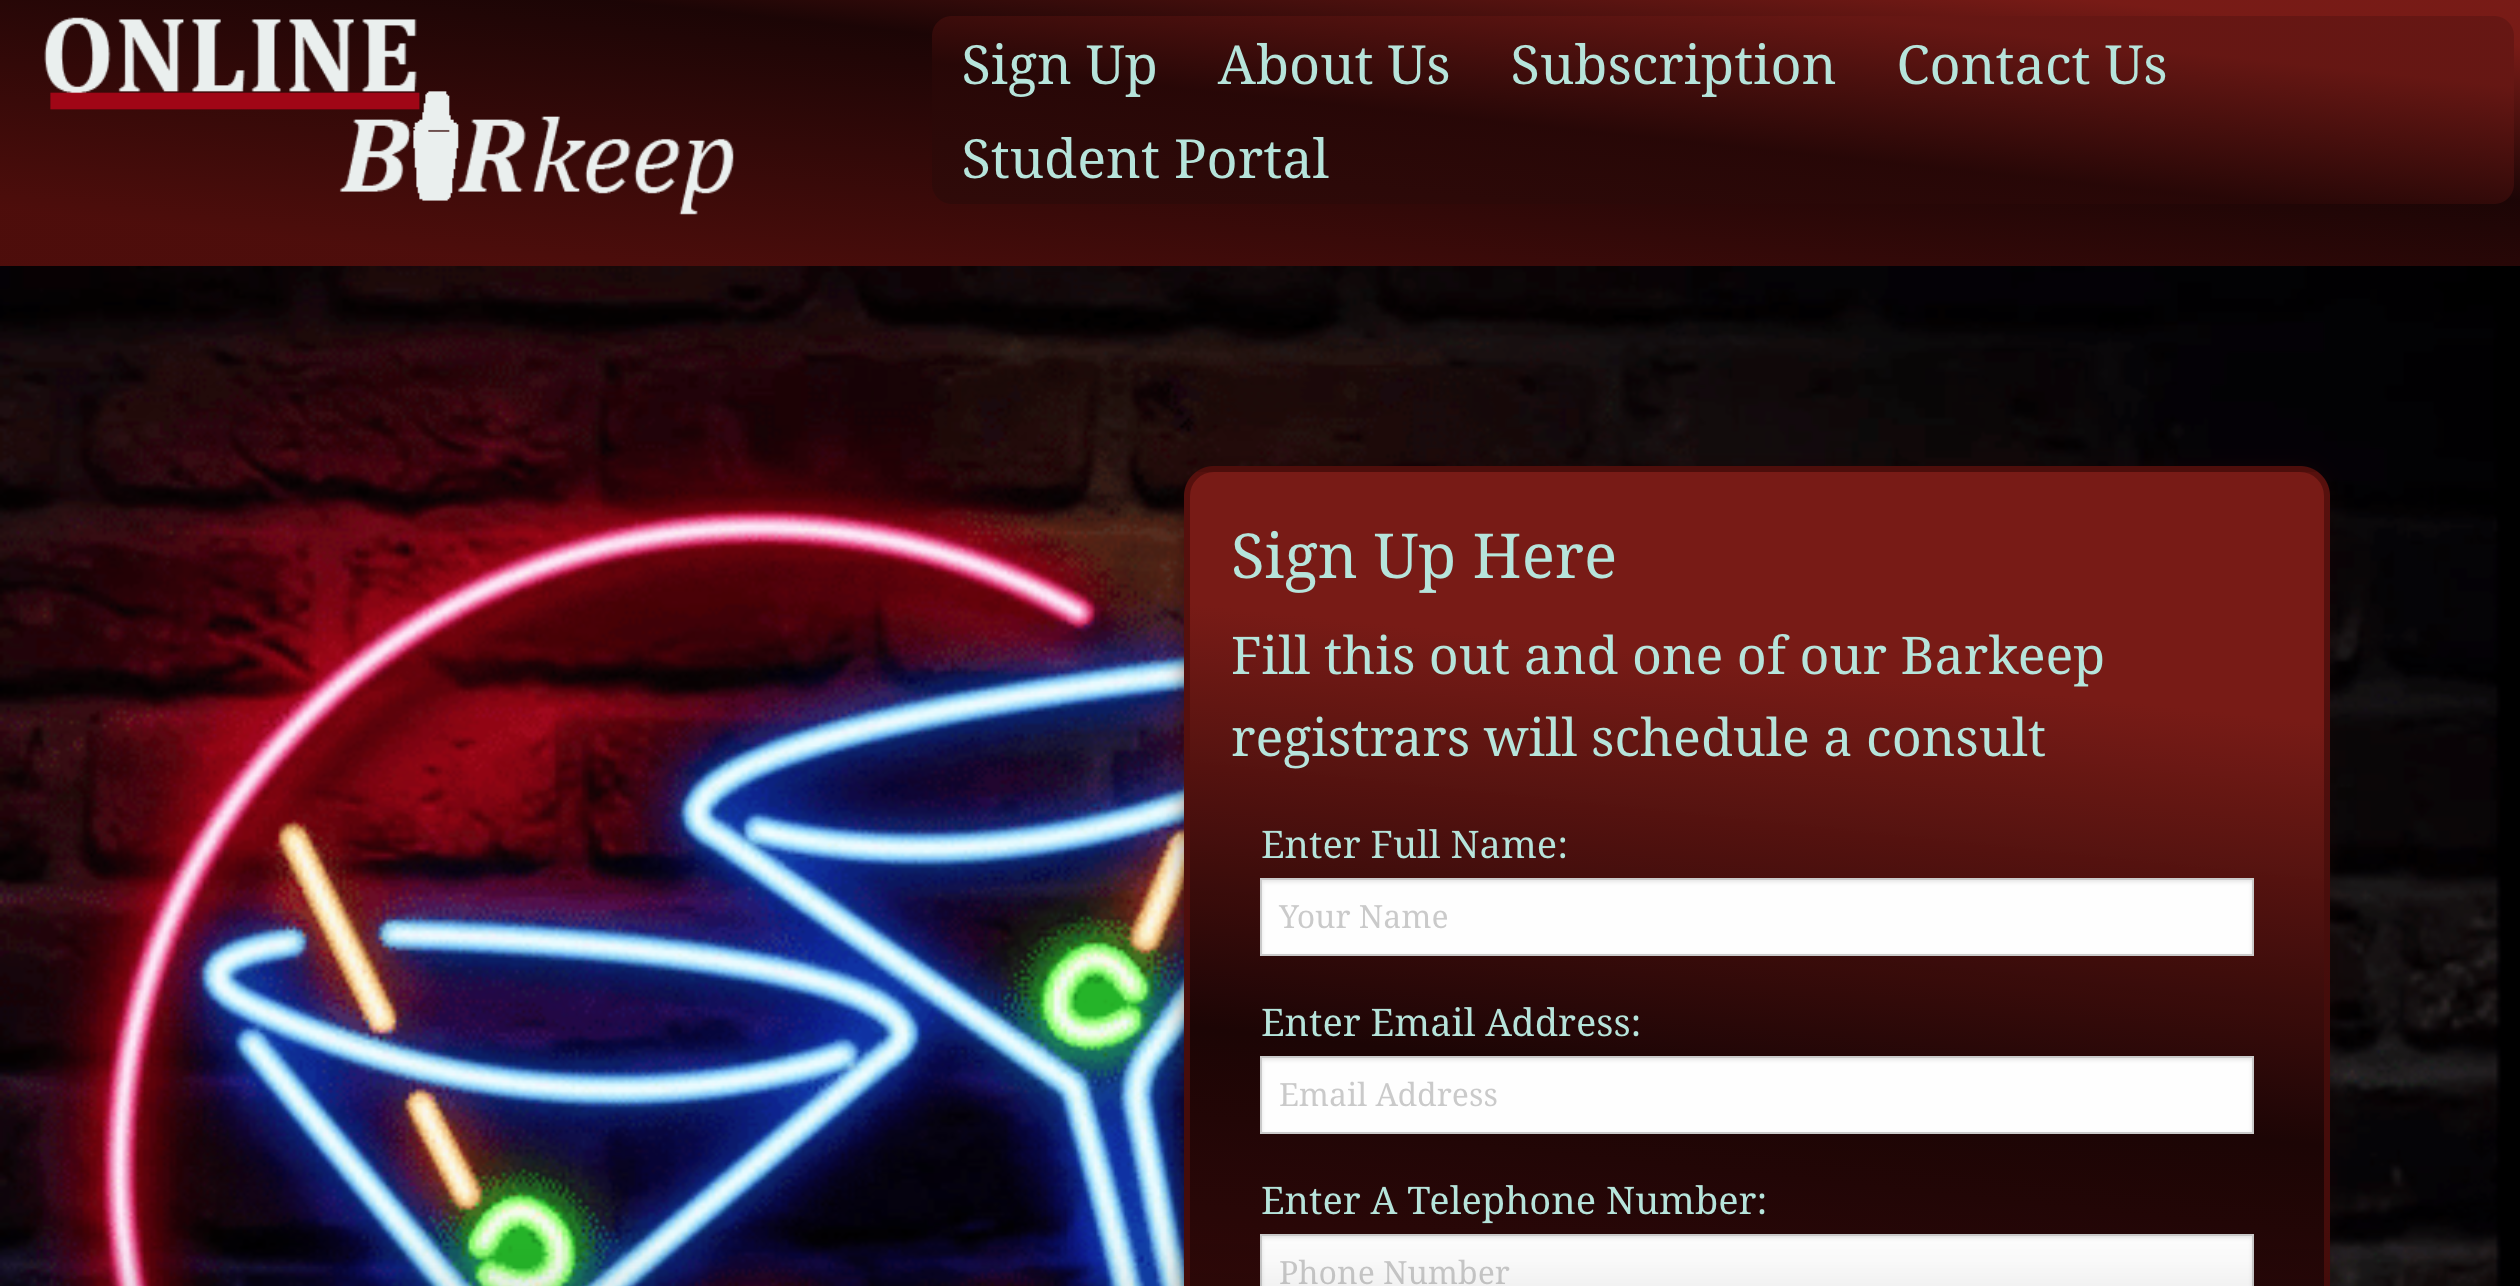 ONLINE
BARkeep
Sign Up About Us Subscription Contact Us
Student Portal
Sign Up Here
Fill this out and one of our Barkeep
registrars will schedule a consult
Enter Full Name:
Your Name
Enter Email Address:
Email Address
Enter A Telephone Number:
Phone Number